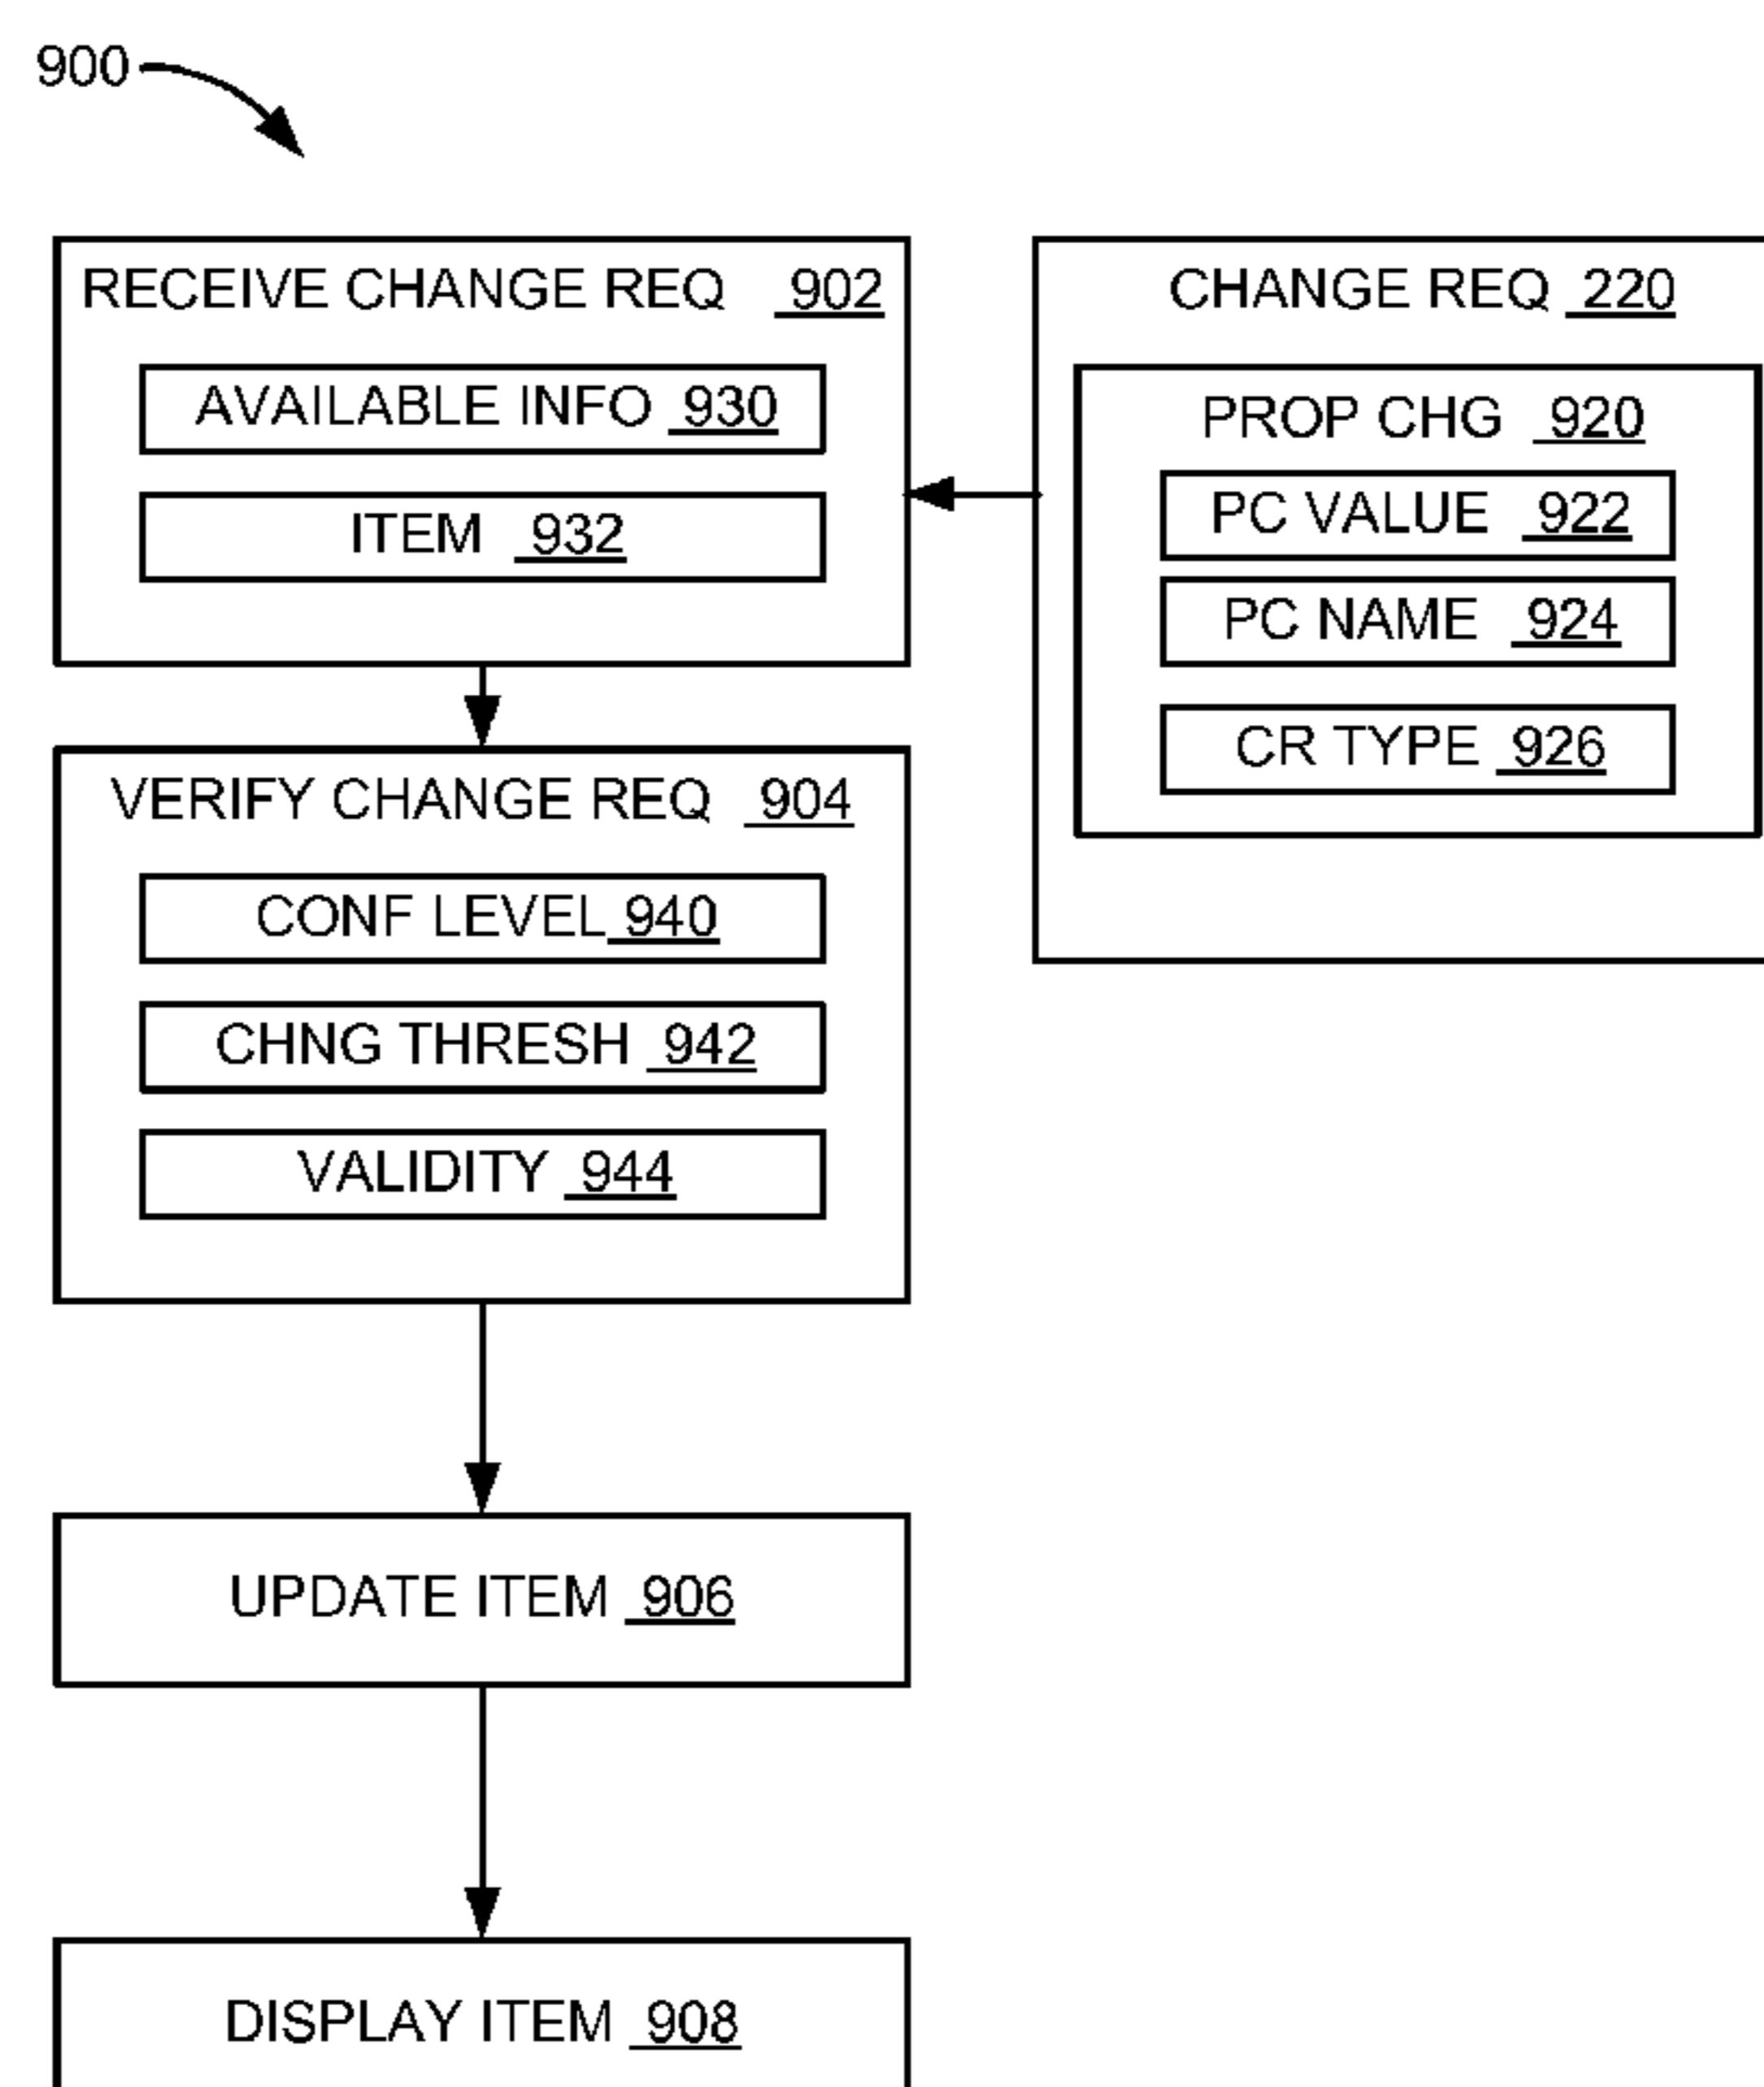 900
RECEIVE CHANGE REQ 902
AVAILABLE INFO 930
ITEM 932
CHANGE REQ 220
PROP CHG 920
PC VALUE 922
PC NAME 924
CR TYPE 926
VERIFY CHANGE REQ 904
CONF LEVEL 940
CHNG THRESH 942
VALIDITY 944
UPDATE ITEM 906
DISPLAY ITEM 908